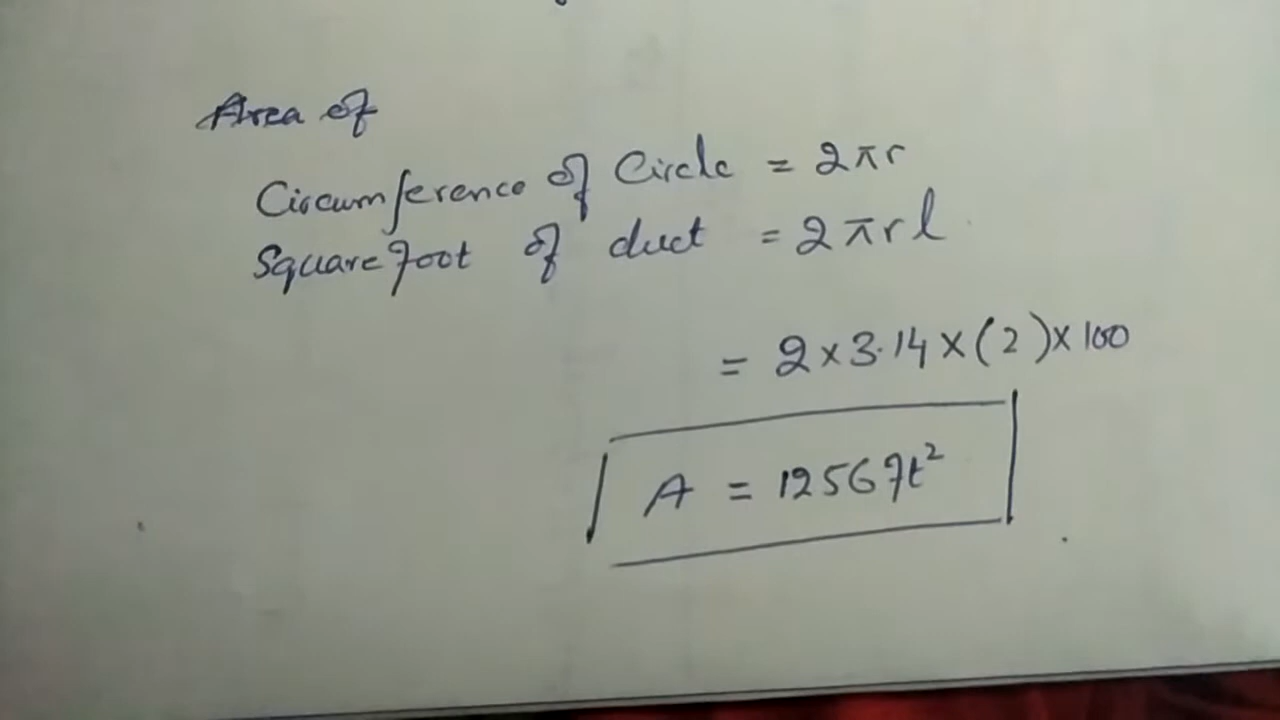 Area of
Circumference of Circle = 2πr
Squarefoot of duct = 2πrl
= 2×3.14×(2)×100
A = 1256ft²